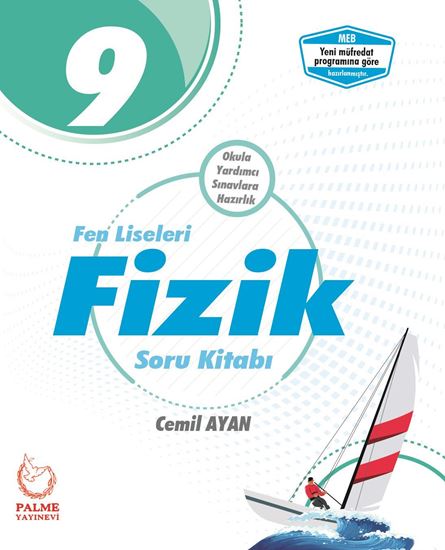 9
MEB
Yeni müfredat
programına göre
hazırlanmıştır.
Okula
Yardımcı
Sınavlara
Hazırlık
Fen Liseleri
Fizik
Soru Kitabı
Cemil AYAN
PALME
YAYINEVİ